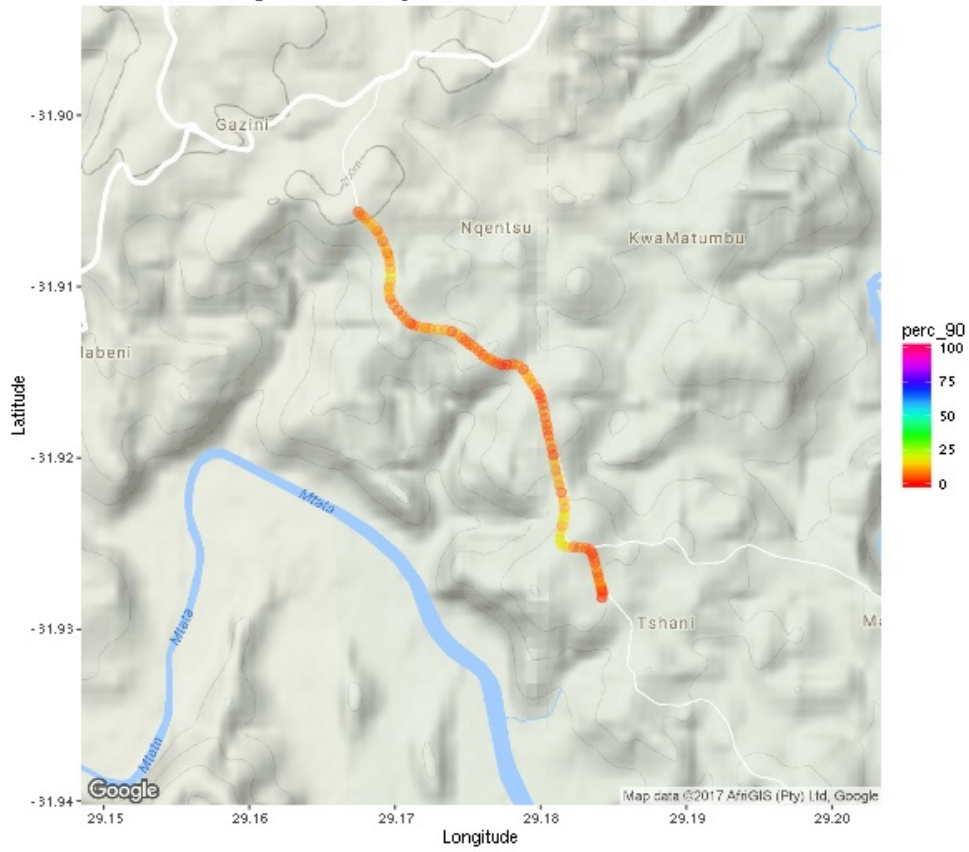 -31.90
-31.91
-31.92
-31.93
-31.94
Latitude
Gazini
Nqentsu
KwaMatumbu
labeni
Mtata
Mtata
Mtata
Tshani
Ma
Google
Map data ©2017 AfriGIS (Pty) Ltd, Google
29.15
29.16
29.17
29.18
29.19
29.20
Longitude
perc_90
100
75
50
25
0